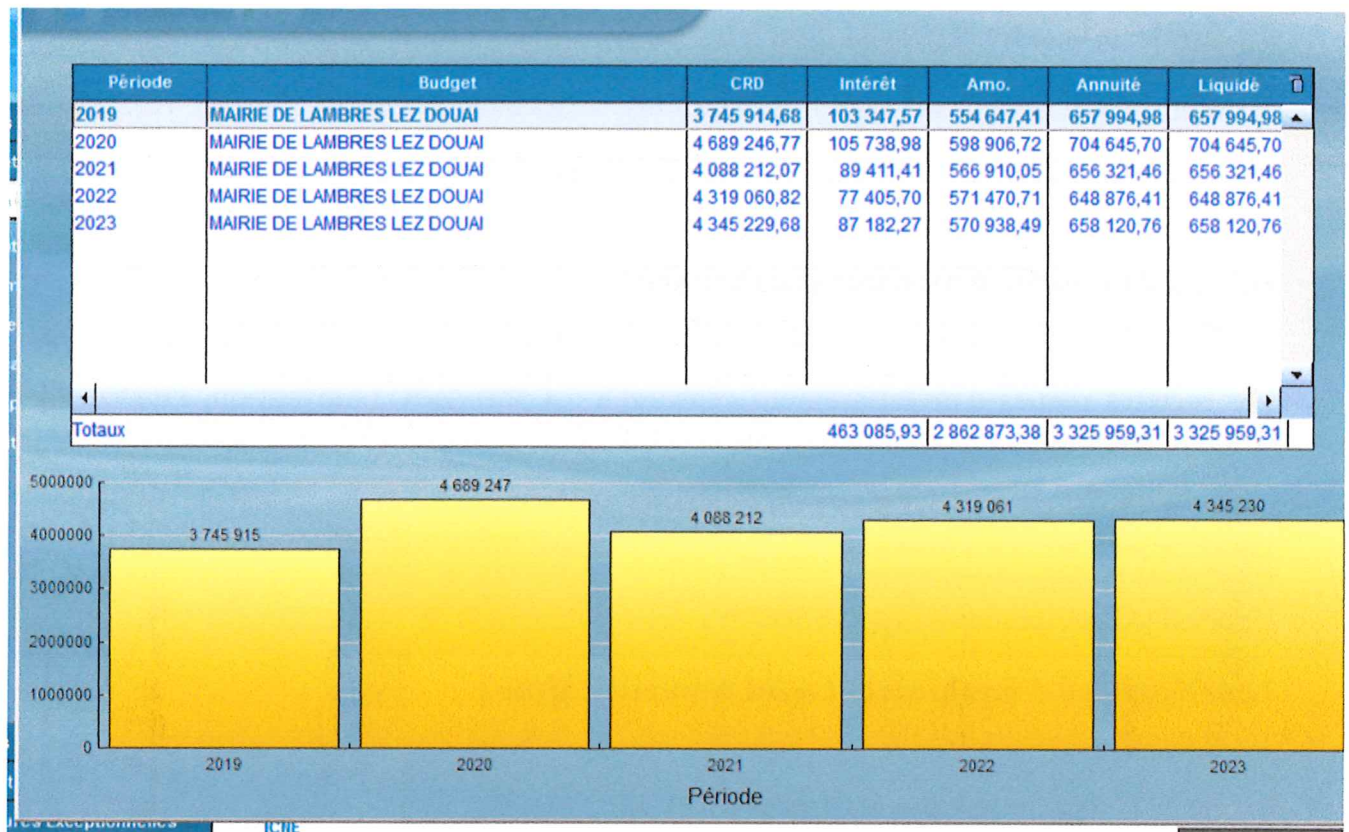 Période Budget CRD Intérêt Amo. Annuité Liquidé
2019 MAIRIE DE LAMBRES LEZ DOUAI 3 745 914,68 103 347,57 554 647,41 657 994,98 657 994,98
2020 MAIRIE DE LAMBRES LEZ DOUAI 4 689 246,77 105 738,98 598 906,72 704 645,70 704 645,70
2021 MAIRIE DE LAMBRES LEZ DOUAI 4 088 212,07 89 411,41 566 910,05 656 321,46 656 321,46
2022 MAIRIE DE LAMBRES LEZ DOUAI 4 319 060,82 77 405,70 571 470,71 648 876,41 648 876,41
2023 MAIRIE DE LAMBRES LEZ DOUAI 4 345 229,68 87 182,27 570 938,49 658 120,76 658 120,76
Totaux 463 085,93 2 862 873,38 3 325 959,31 3 325 959,31
5000000
4000000
3000000
2000000
1000000
0
3 745 915
4 689 247
4 088 212
4 319 061
4 345 230
2019 2020 2021 2022 2023
Période
Exceptionnelles
ICNE